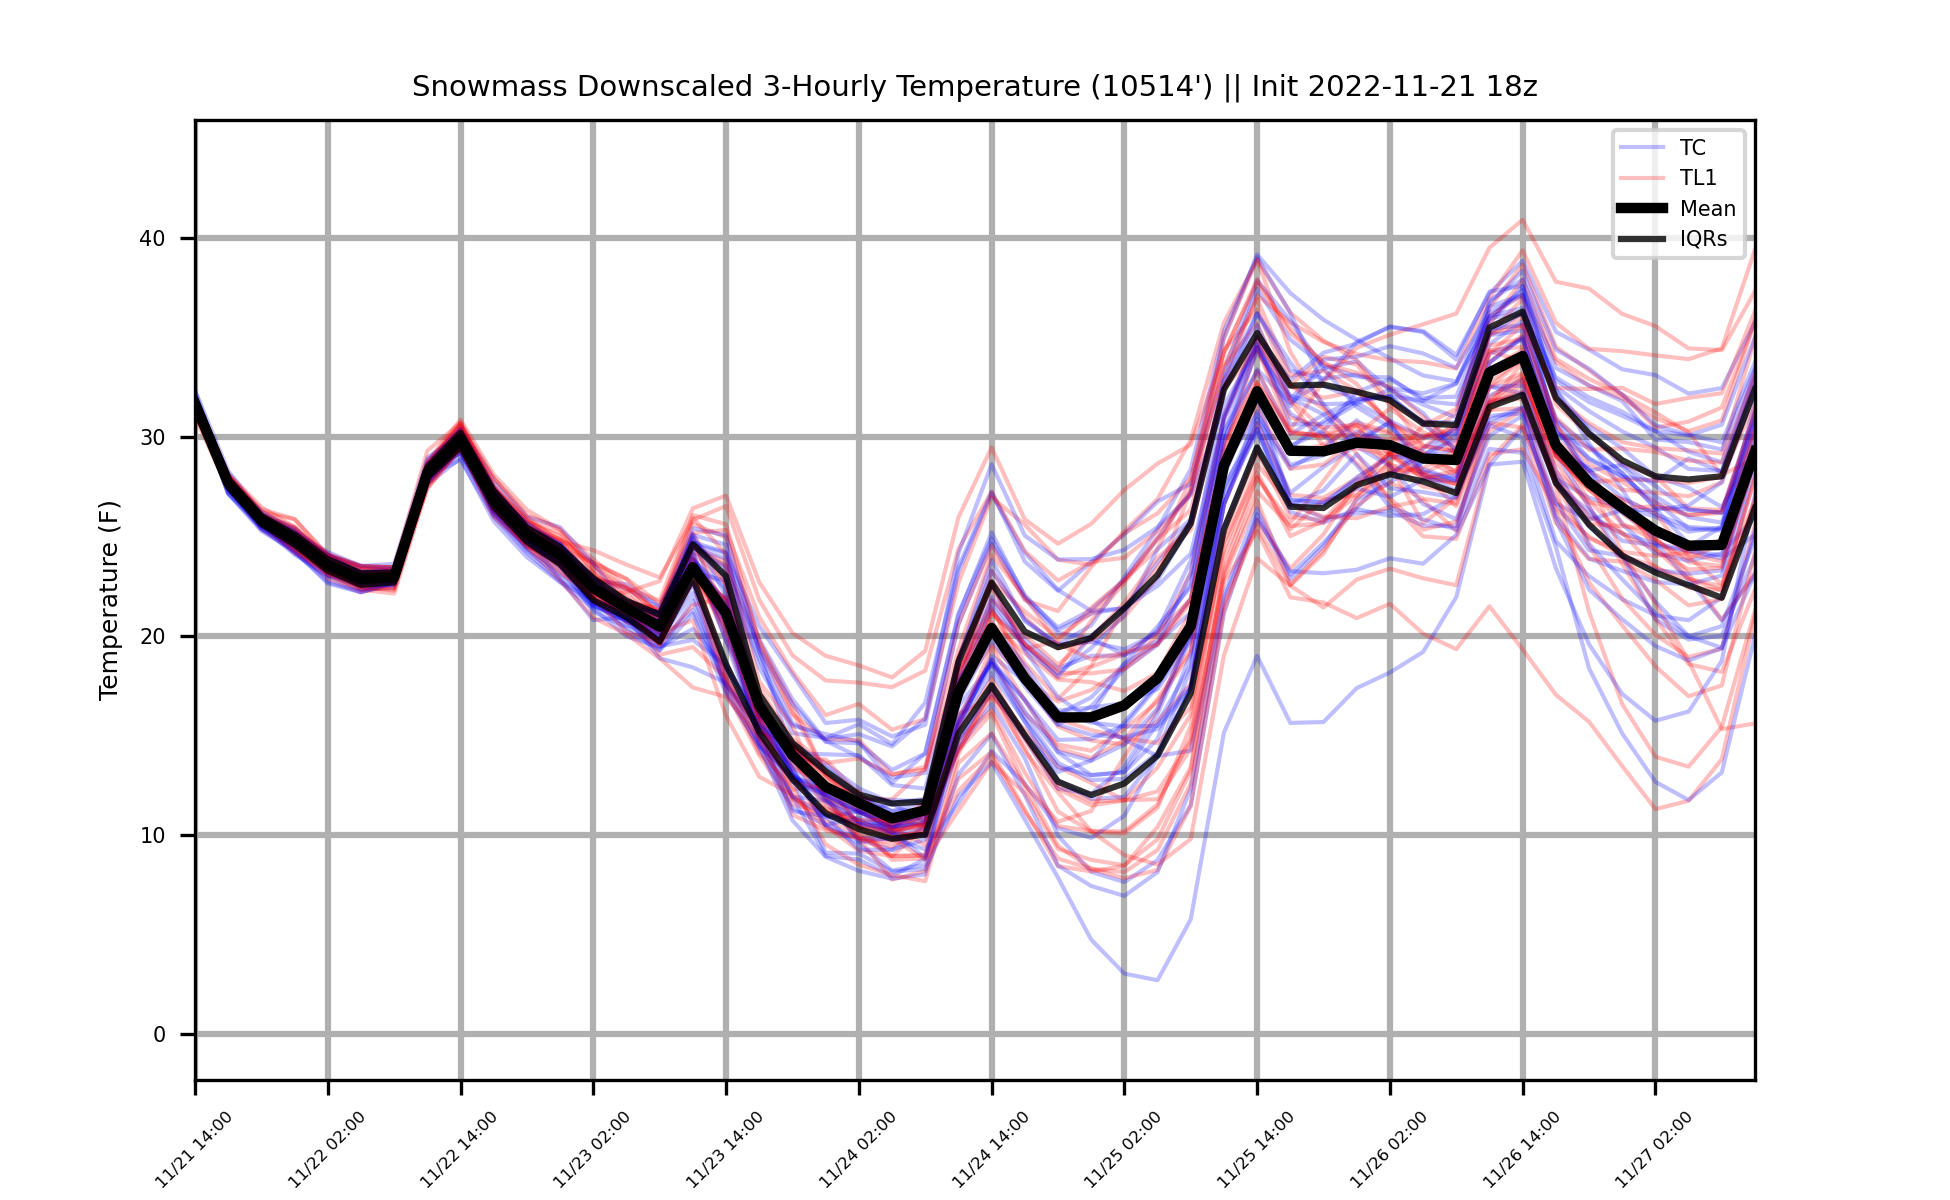 Snowmass Downscaled 3-Hourly Temperature (10514') || Init 2022-11-21 18z
TC
TL1
Mean
IQRs
Temperature (F)
40
30
20
10
0
11/21 14:00
11/22 02:00
11/22 14:00
11/23 02:00
11/23 14:00
11/24 02:00
11/24 14:00
11/25 02:00
11/25 14:00
11/26 02:00
11/26 14:00
11/27 02:00